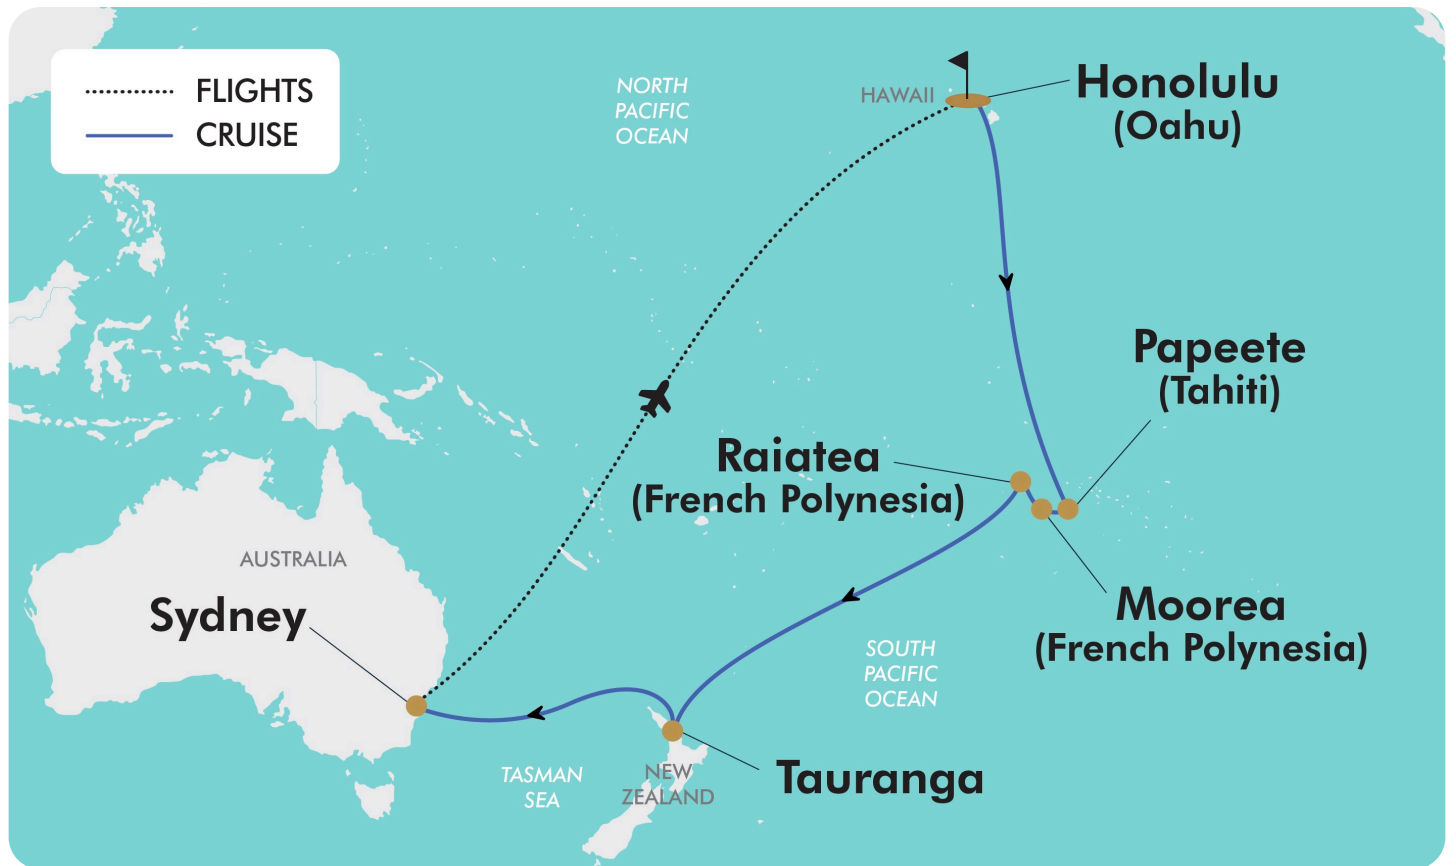 FLIGHTS
CRUISE
NORTH
PACIFIC
OCEAN
HAWAII
Honolulu
(Oahu)
Papeete
(Tahiti)
Raiatea
(French Polynesia)
AUSTRALIA
Sydney
Moorea
(French Polynesia)
SOUTH
PACIFIC
OCEAN
TASMAN
SEA
NEW
ZEALAND
Tauranga